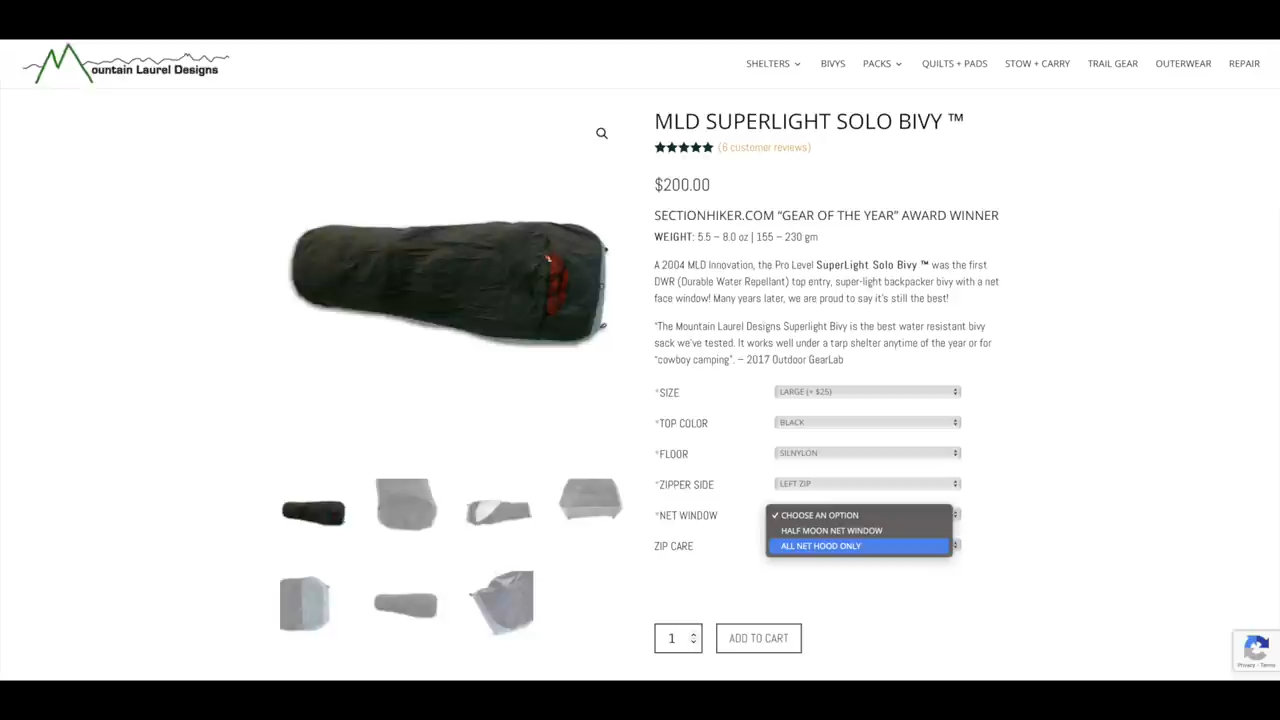 ountain Laurel Designs
SHELTERS
BIVYS
PACKS
QUILTS + PADS
STOW + CARRY
TRAIL GEAR
OUTERWEAR
REPAIR
MLD SUPERLIGHT SOLO BIVY ™
(6 customer reviews)
$200.00
SECTIONHIKER.COM “GEAR OF THE YEAR” AWARD WINNER
WEIGHT: 5.5 – 8.0 oz | 155 – 230 gm
A 2004 MLD Innovation, the Pro Level SuperLight Solo Bivy ™ was the first
DWR (Durable Water Repellant) top entry, super-light backpacker bivy with a net
face window! Many years later, we are proud to say it’s still the best!
“The Mountain Laurel Designs Superlight Bivy is the best water resistant bivy
sack we’ve tested. It works well under a tarp shelter anytime of the year or for
“cowboy camping”. – 2017 Outdoor GearLab
*SIZE
LARGE (+ $25)
*TOP COLOR
BLACK
*FLOOR
SILNYLON
*ZIPPER SIDE
LEFT ZIP
*NET WINDOW
✓ CHOOSE AN OPTION
HALF MOON NET WINDOW
ZIP CARE
ALL NET HOOD ONLY
1
ADD TO CART
Privacy - Terms